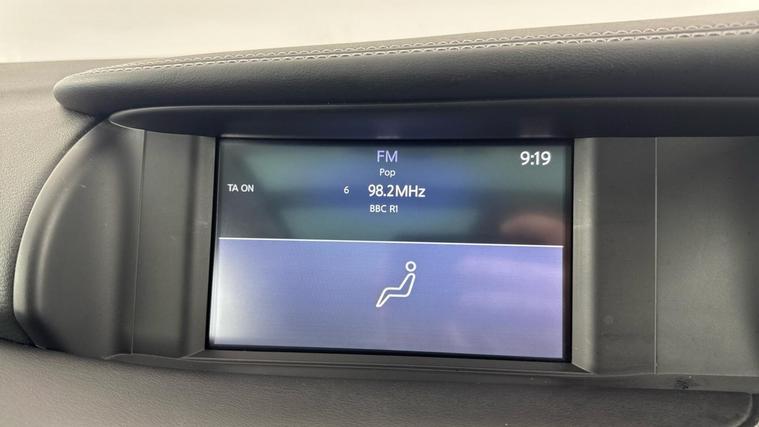 FM
9:19
Pop
TA ON
6 98.2MHz
BBC R1